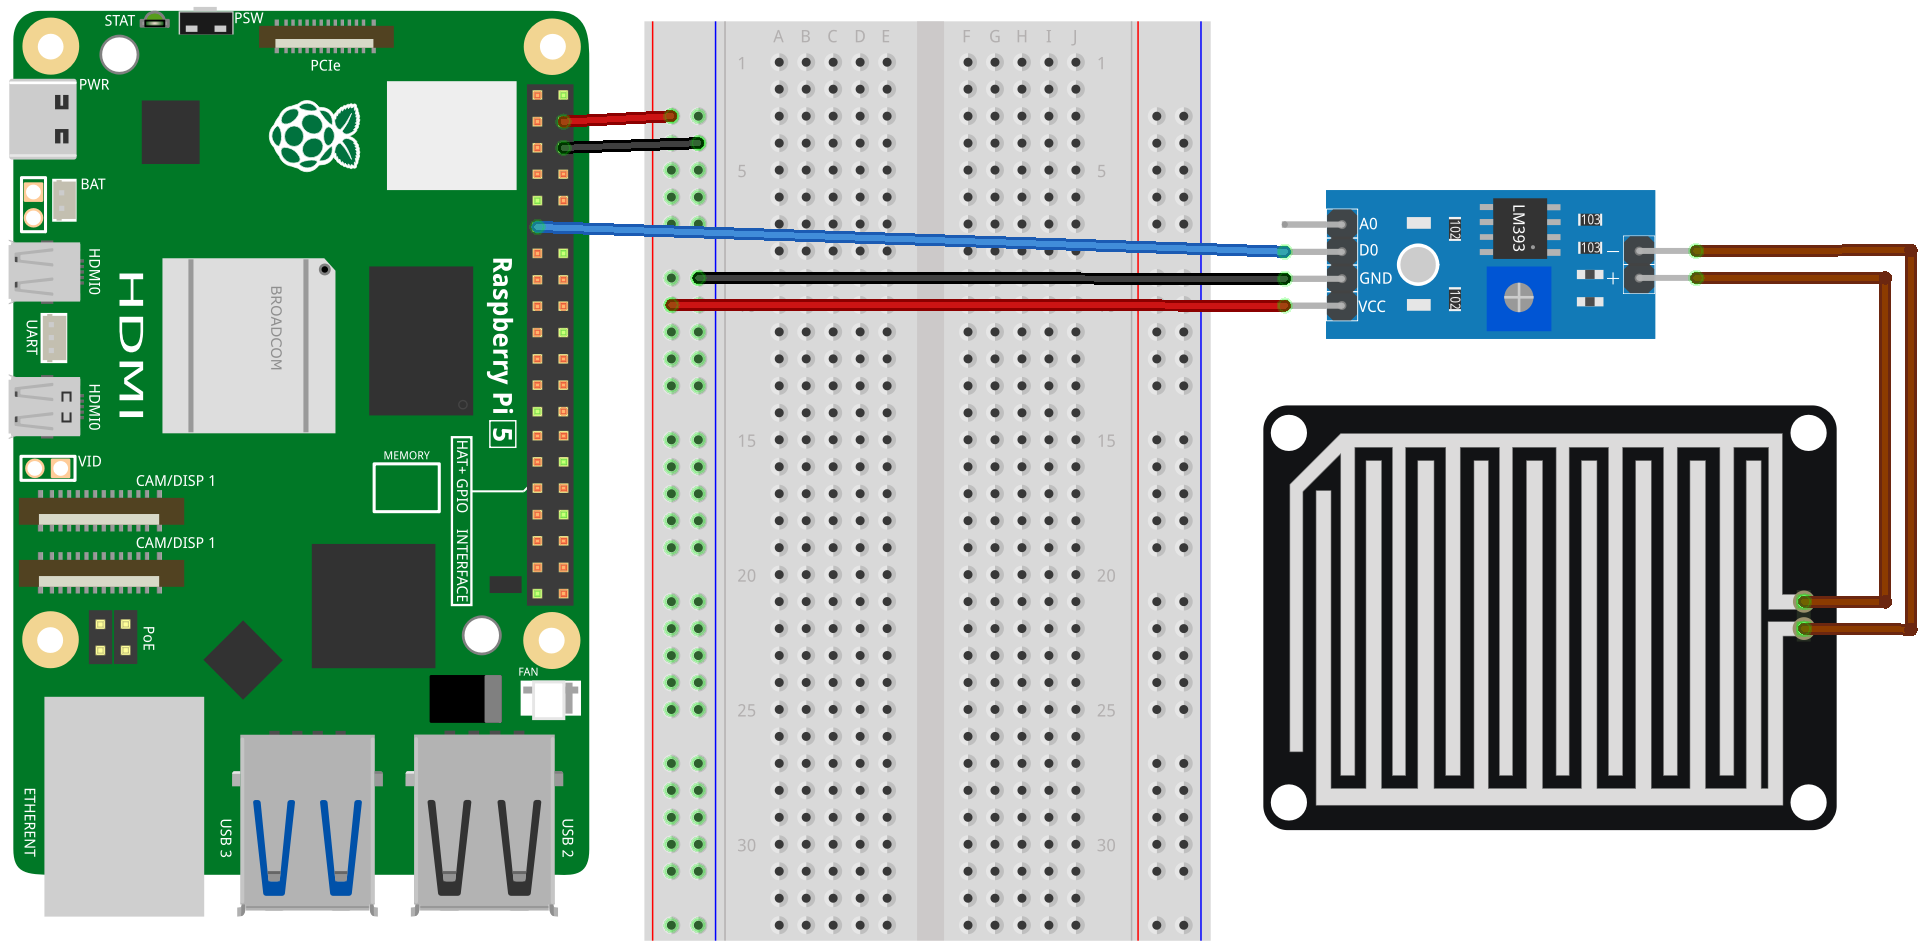 STAT
PSW
PCIe
PWR
BAT
HDMI0
HDMI
UART
HDMI0
VID
CAM/DISP 1
CAM/DISP 1
BROADCOM
Raspberry Pi 5
MEMORY
HAT+ GPIO INTERFACE
PoE
FAN
ETHERENT
USB 3
USB 2
A B C D E F G H I J
1 1
5 5
15 15
20 20
25 25
30 30
A0
D0
GND
VCC
102
102
LM393
103
103
−
+